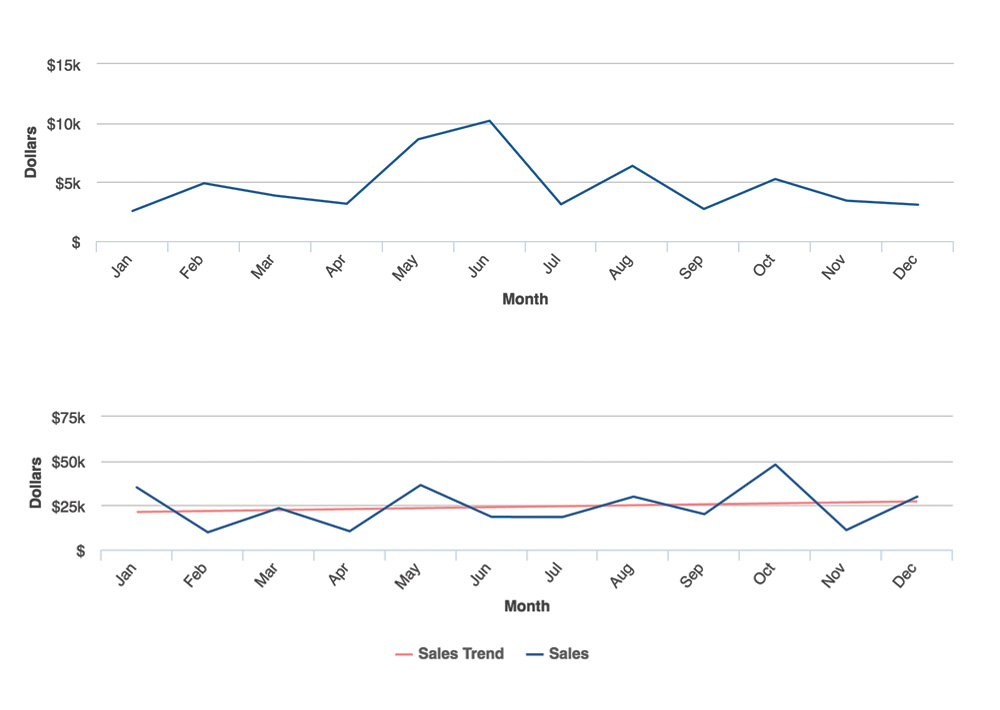 $15k
$10k
$5k
$
Dollars
Jan Feb Mar Apr May Jun Jul Aug Sep Oct Nov Dec
Month
$75k
$50k
$25k
$
Dollars
Jan Feb Mar Apr May Jun Jul Aug Sep Oct Nov Dec
Month
Sales Trend Sales